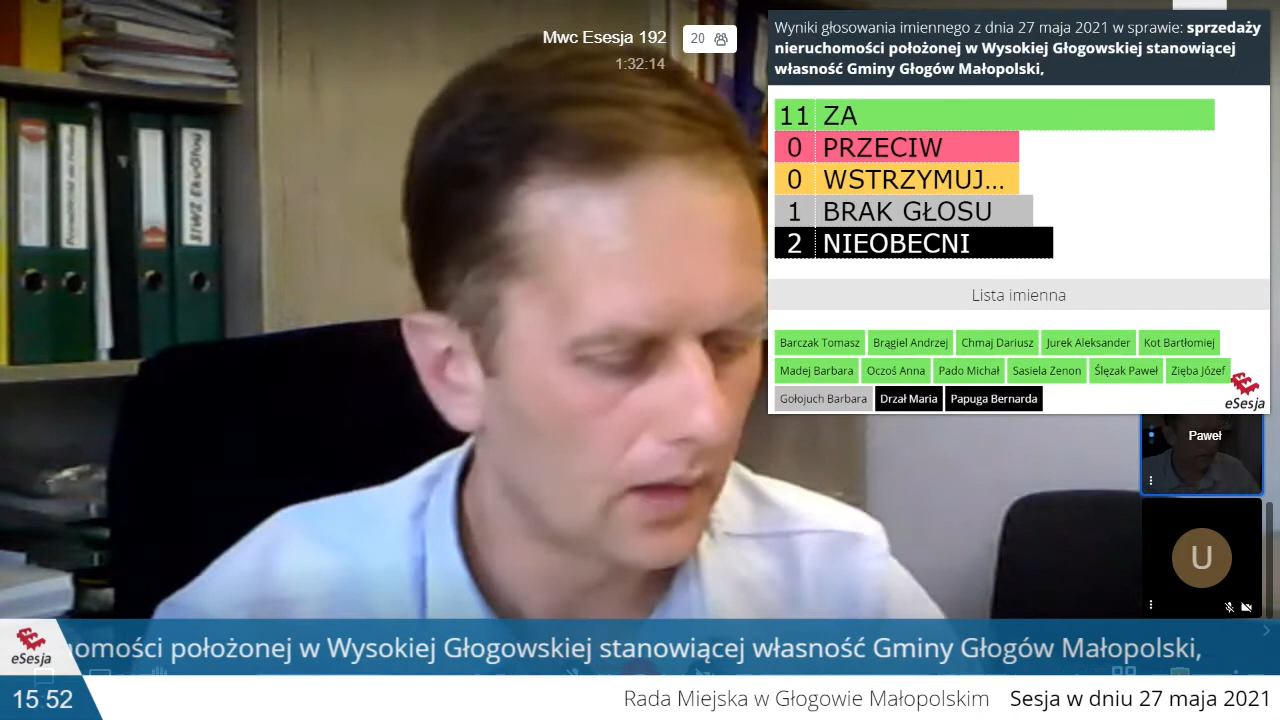 Mwc Esesja 192
20
1:32:14
Wyniki głosowania imiennego z dnia 27 maja 2021 w sprawie: sprzedaży
nieruchomości położonej w Wysokiej Głogowskiej stanowiącej
własność Gminy Głogów Małopolski,
11 ZA
0 PRZECIW
0 WSTRZYMUJ...
1 BRAK GŁOSU
2 NIEOBECNI
Lista imienna
Barczak Tomasz Brągiel Andrzej Chmaj Dariusz Jurek Aleksander Kot Bartłomiej
Madej Barbara Oczoś Anna Pado Michał Sasiela Zenon Ślęzak Paweł Zięba Józef
Gołojuch Barbara Drzał Maria Papuga Bernarda
eSesja
Paweł
U
eSesja
omości położonej w Wysokiej Głogowskiej stanowiącej własność Gminy Głogów Małopolski,
15:52
Rada Miejska w Głogowie Małopolskim Sesja w dniu 27 maja 2021